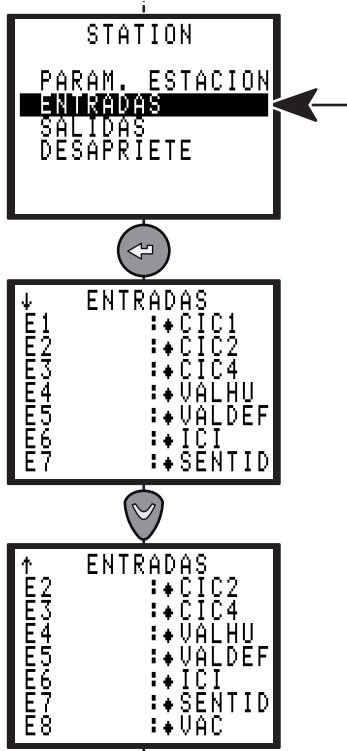 STATION
PARAM. ESTACION
ENTRADAS
SALIDAS
DESAPRIETE
↓ ENTRADAS
E1 :♦CIC1
E2 :♦CIC2
E3 :♦CIC4
E4 :♦VALHU
E5 :♦VALDEF
E6 :♦ICI
E7 :♦SENTID
↑ ENTRADAS
E2 :♦CIC2
E3 :♦CIC4
E4 :♦VALHU
E5 :♦VALDEF
E6 :♦ICI
E7 :♦SENTID
E8 :♦VAC